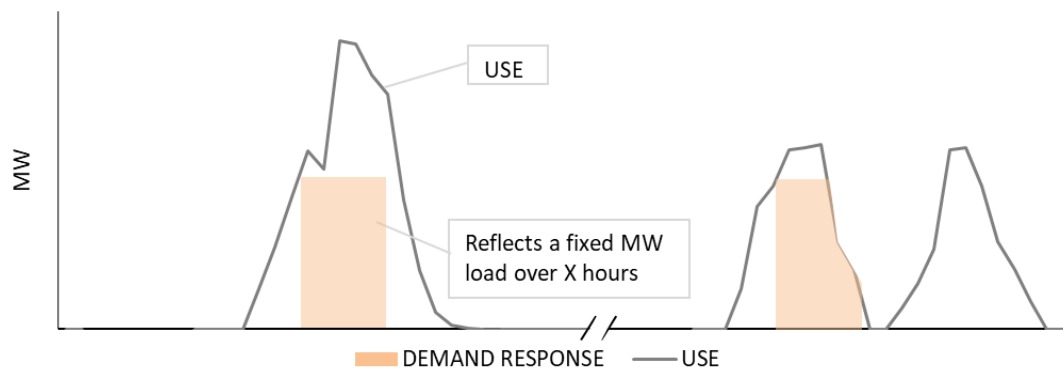 USE
MW
Reflects a fixed MW
load over X hours
DEMAND RESPONSE
USE